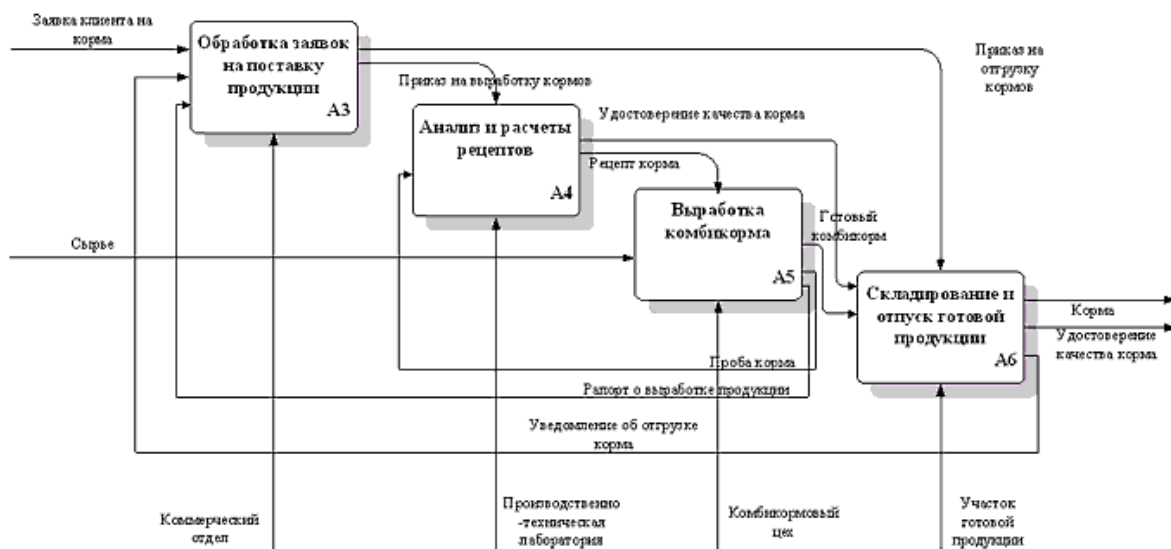 Заявка клиента на
корма
Обработка заявок
на поставку
продукции
A3
Приказ на
отгрузку
кормов
Приказ на выработку кормов
Анализ и расчеты
рецептов
A4
Удостоверение качества корма
Рецепт корма
Выработка
комбикорма
A5
Готовый
комбикорм
Сырье
Складирование и
отпуск готовой
продукции
A6
Корма
Удостоверение
качества корма
Проба корма
Рапорт о выработке продукции
Уведомление об отгрузке
корма
Коммерческий
отдел
Производственно
-техническая
лаборатория
Комбикормовый
цех
Участок
готовой
продукции